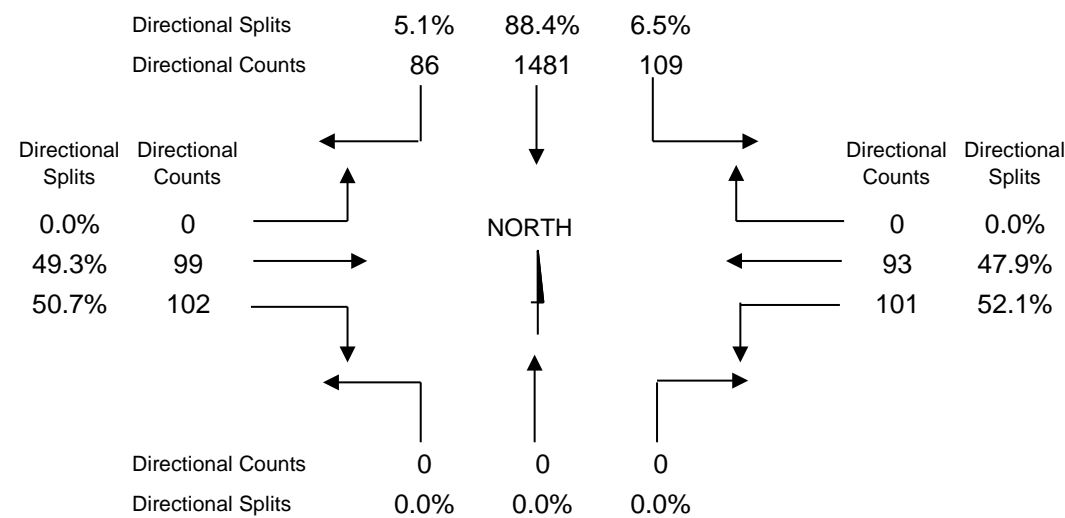 Directional Splits 5.1% 88.4% 6.5%
Directional Counts 86 1481 109
Directional Directional Directional Directional
Splits Counts Counts Splits
0.0% 0 NORTH 0 0.0%
49.3% 99 93 47.9%
50.7% 102 101 52.1%
Directional Counts 0 0 0
Directional Splits 0.0% 0.0% 0.0%